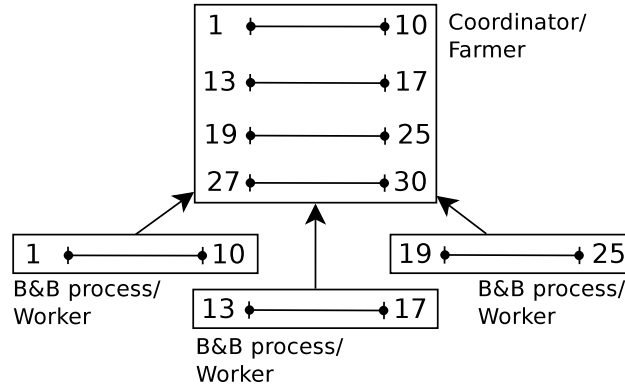 1 10
Coordinator/
Farmer
13 17
19 25
27 30
1 10
B&B process/
Worker
13 17
B&B process/
Worker
19 25
B&B process/
Worker